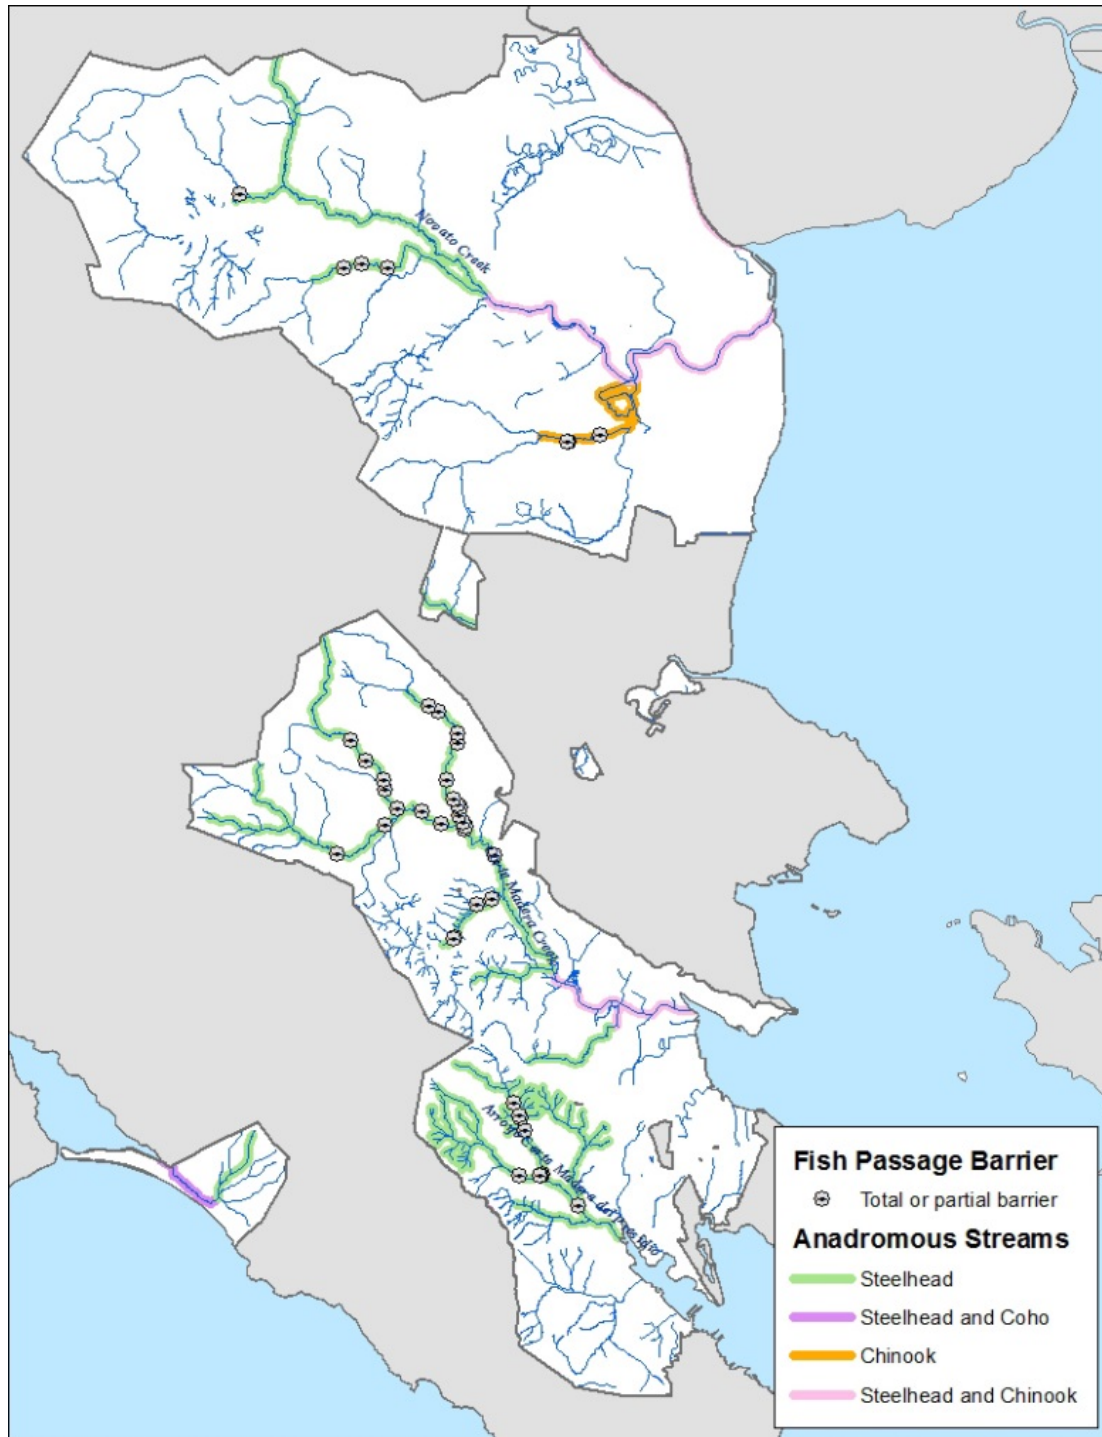 Novato Creek
Corte Madera Creek
Arroyo Corte Madera del Presidio
Fish Passage Barrier
Total or partial barrier
Anadromous Streams
Steelhead
Steelhead and Coho
Chinook
Steelhead and Chinook